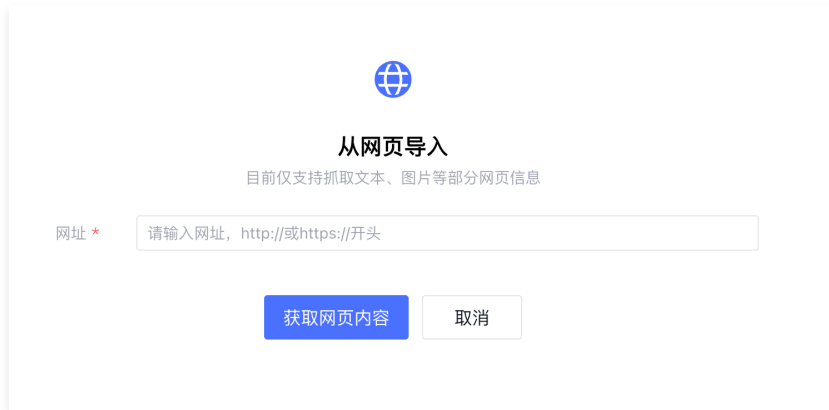 从网页导入
目前仅支持抓取文本、图片等部分网页信息
网址 *
请输入网址，http://或https://开头
获取网页内容
取消